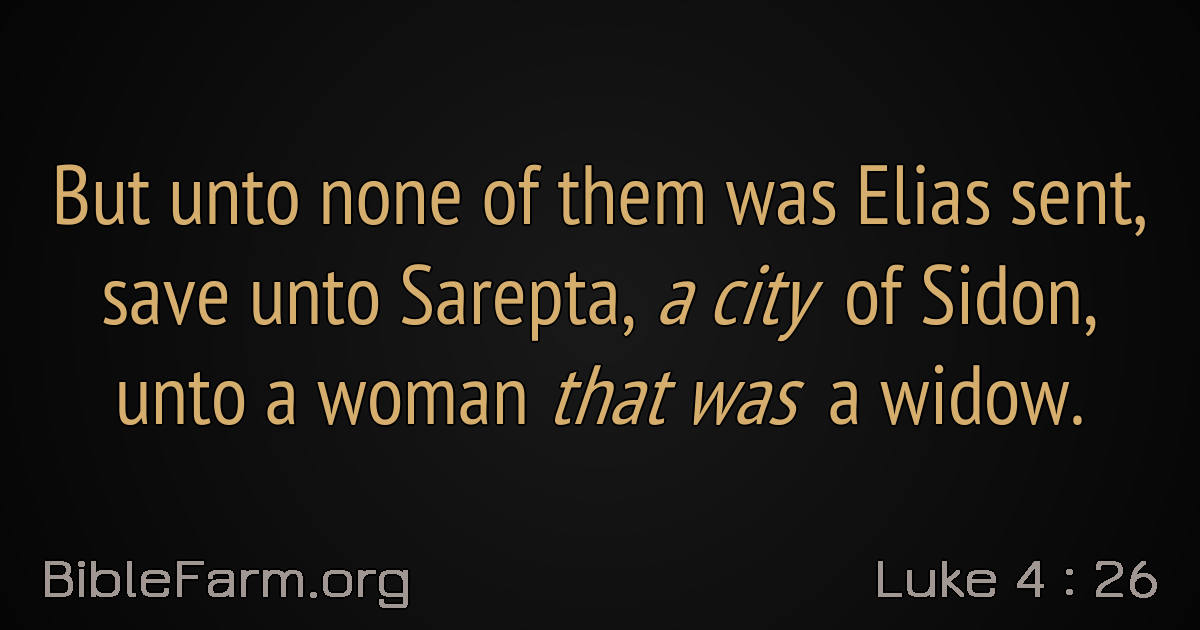 But unto none of them was Elias sent,
save unto Sarepta, a city of Sidon,
unto a woman that was a widow.
BibleFarm.org
Luke 4 : 26